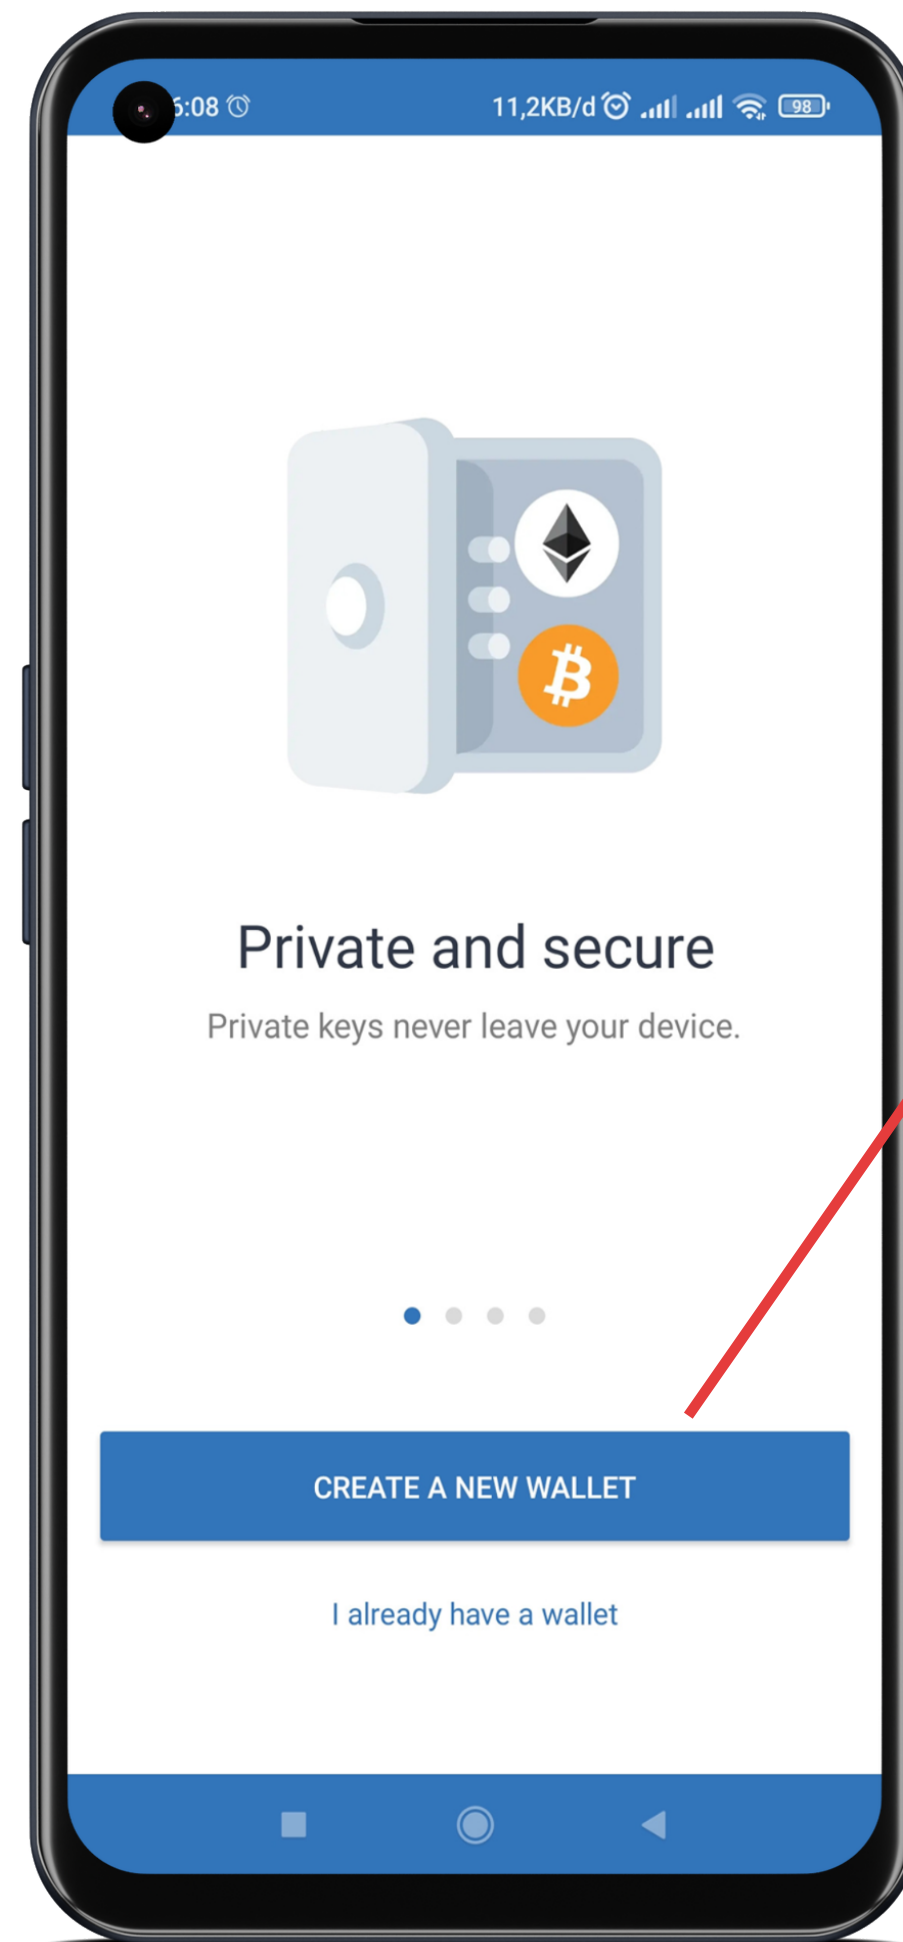 6:08
11,2KB/d
98
Private and secure
Private keys never leave your device.
CREATE A NEW WALLET
I already have a wallet